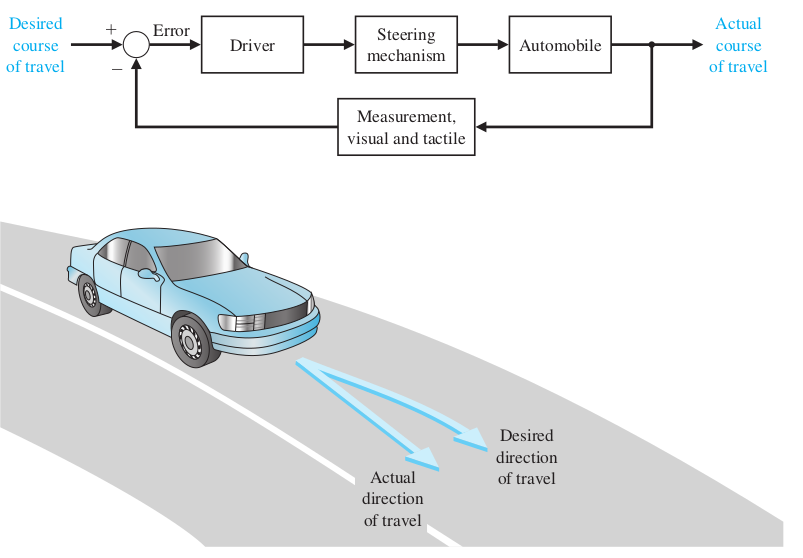 Desired
course
of travel
+
−
Error
Driver
Steering
mechanism
Automobile
Actual
course
of travel
Measurement,
visual and tactile
Desired
direction
of travel
Actual
direction
of travel